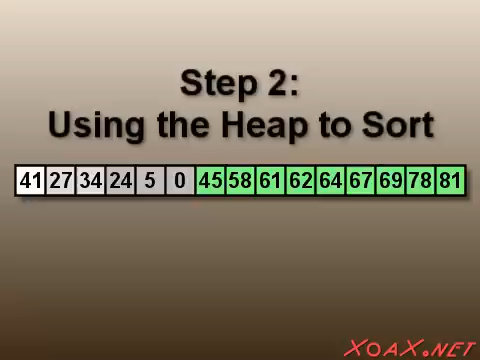 Step 2:
Using the Heap to Sort
41 27 34 24 5 0 45 58 61 62 64 67 69 78 81
XOAX.NET